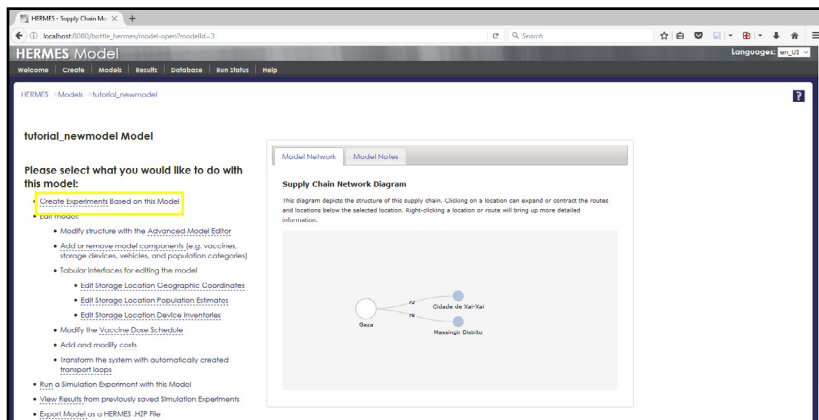 HERMES - Supply Chain Mo
localhost:8080/bottle_hermes/model-open?modelId=3
Search
HERMES Model
Languages: en_US
Welcome Create Models Results Database Run Status Help
HERMES >Models >tutorial_newmodel
?
tutorial_newmodel Model
Please select what you would like to do with
this model:
Create Experiments Based on this Model
Edit Model:
Modify structure with the Advanced Model Editor
Add or remove model components (e.g. vaccines,
storage devices, vehicles, and population categories)
Tabular interfaces for editing the model
Edit Storage Location Geographic Coordinates
Edit Storage Location Population Estimates
Edit Storage Location Device Inventories
Modify the Vaccine Dose Schedule
Add and modify costs
Transform the system with automatically created
transport loops
Run a Simulation Experiment with this Model
View Results from previously saved Simulation Experiments
Export Model as a HERMES .HZP File
Model Network Model Notes
Supply Chain Network Diagram
This diagram depicts the structure of this supply chain. Clicking on a location can expand or contract the routes
and locations below the selected location. Right-clicking a location or route will bring up more detailed
information.
Gaza
Cidade de Xai-Xai
Massingir Distrito